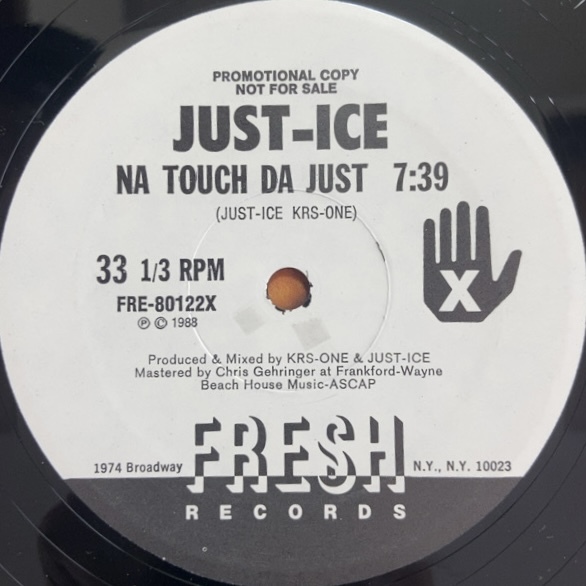 PROMOTIONAL COPY
NOT FOR SALE
JUST-ICE
NA TOUCH DA JUST 7:39
(JUST-ICE KRS-ONE)
X
33 1/3 RPM
FRE-80122X
Ⓟ © 1988
Produced & Mixed by KRS-ONE & JUST-ICE
Mastered by Chris Gehringer at Frankford-Wayne
Beach House Music-ASCAP
1974 Broadway FRESH N.Y., N.Y. 10023
RECORDS